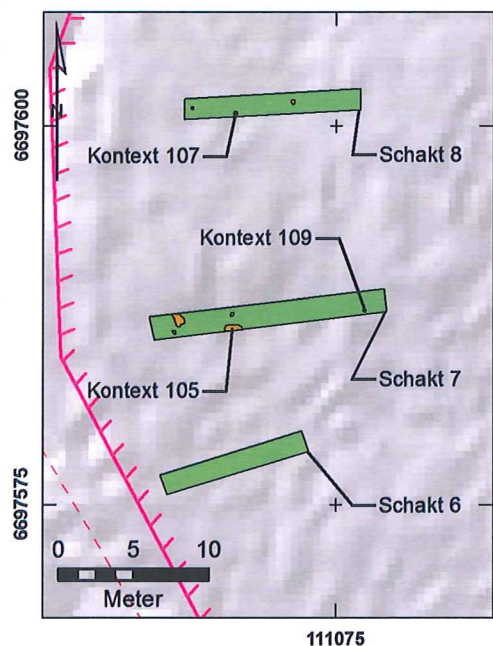 6697600
N
Kontext 107
Schakt 8
Kontext 109
Kontext 105
Schakt 7
6697575
Schakt 6
0 5 10
Meter
111075